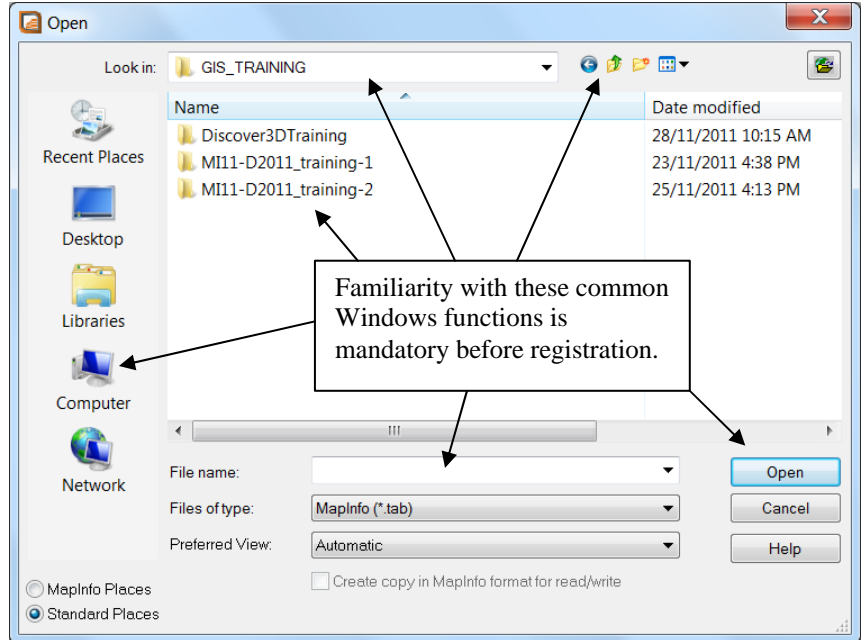 Open
Look in:
GIS_TRAINING
Name
Date modified
Discover3DTraining
28/11/2011 10:15 AM
MI11-D2011_training-1
23/11/2011 4:38 PM
MI11-D2011_training-2
25/11/2011 4:13 PM
Recent Places
Desktop
Libraries
Computer
Network
Familiarity with these common
Windows functions is
mandatory before registration.
File name:
Open
Files of type:
MapInfo (*.tab)
Cancel
Preferred View:
Automatic
Help
Create copy in MapInfo format for read/write
MapInfo Places
Standard Places